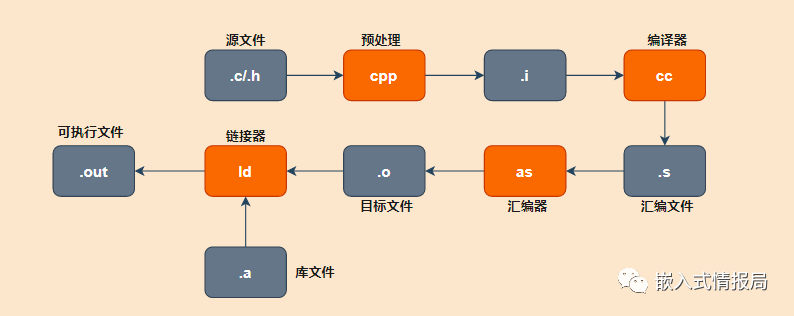 源文件
预处理
编译器
.c/.h
cpp
.i
cc
可执行文件
链接器
.out
ld
.o
as
.s
目标文件
汇编器
汇编文件
.a
库文件
嵌入式情报局